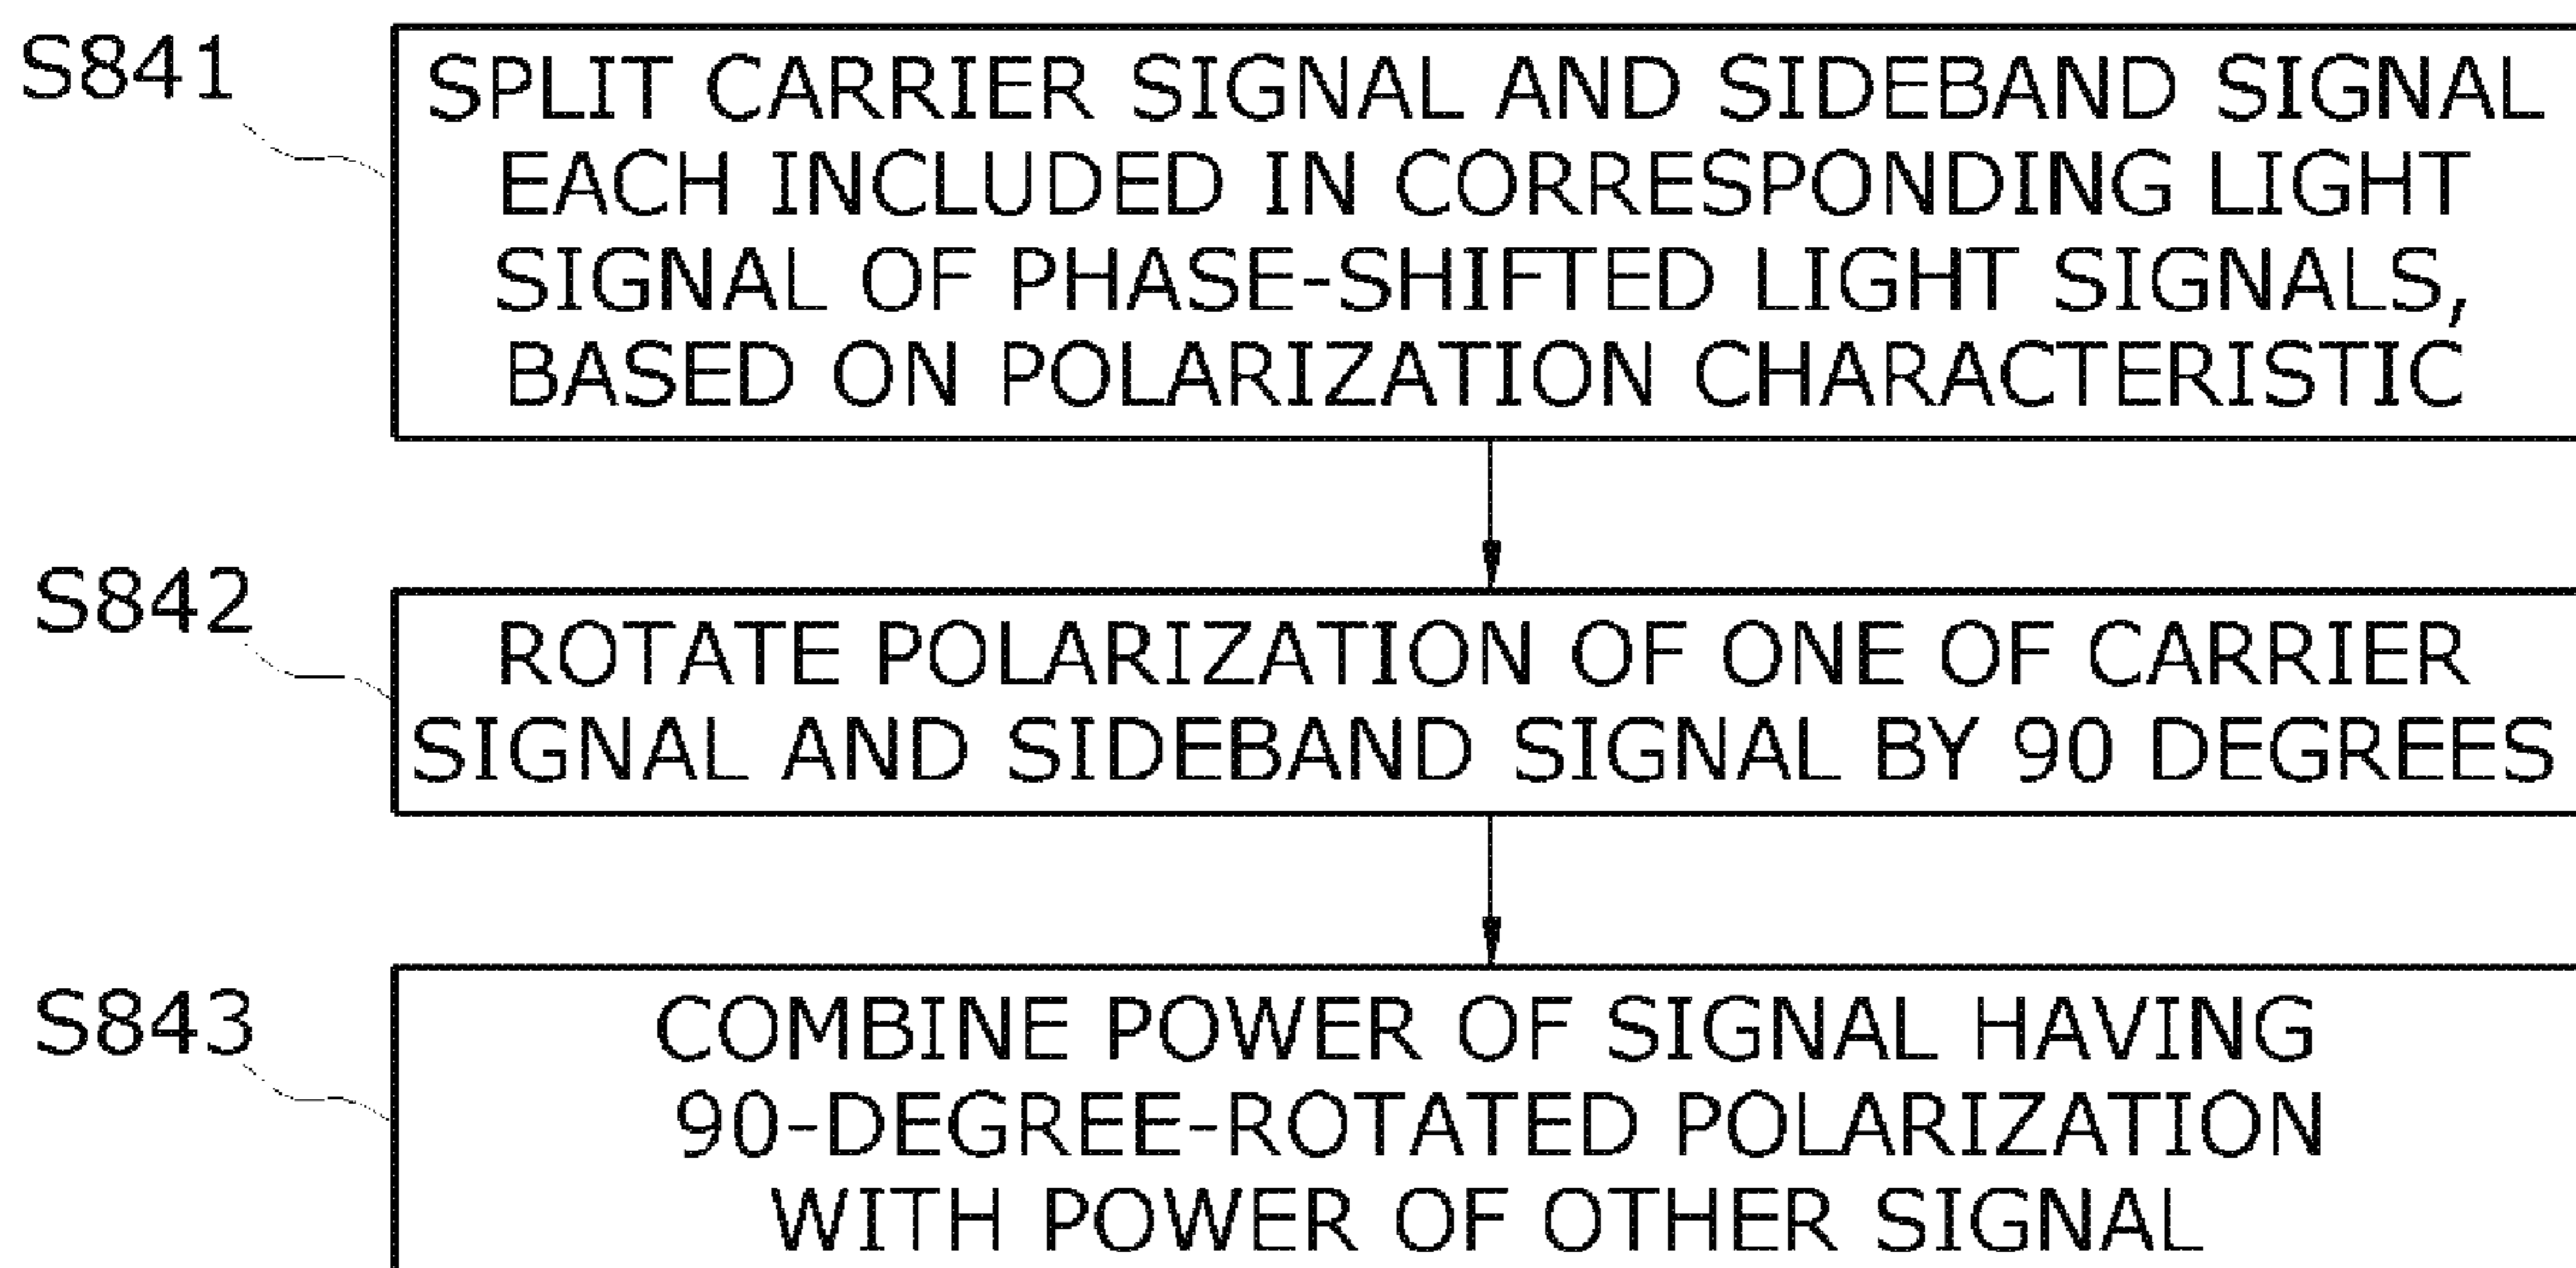 S841
SPLIT CARRIER SIGNAL AND SIDEBAND SIGNAL
EACH INCLUDED IN CORRESPONDING LIGHT
SIGNAL OF PHASE-SHIFTED LIGHT SIGNALS,
BASED ON POLARIZATION CHARACTERISTIC
S842
ROTATE POLARIZATION OF ONE OF CARRIER
SIGNAL AND SIDEBAND SIGNAL BY 90 DEGREES
S843
COMBINE POWER OF SIGNAL HAVING
90-DEGREE-ROTATED POLARIZATION
WITH POWER OF OTHER SIGNAL